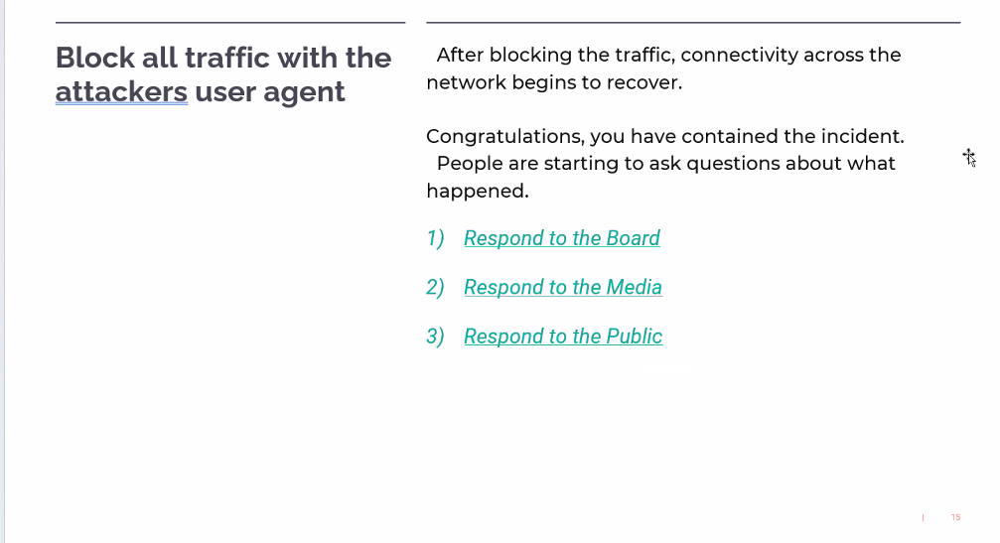 Block all traffic with the
attackers user agent
After blocking the traffic, connectivity across the
network begins to recover.
Congratulations, you have contained the incident.
People are starting to ask questions about what
happened.
1) Respond to the Board
2) Respond to the Media
3) Respond to the Public
| 15